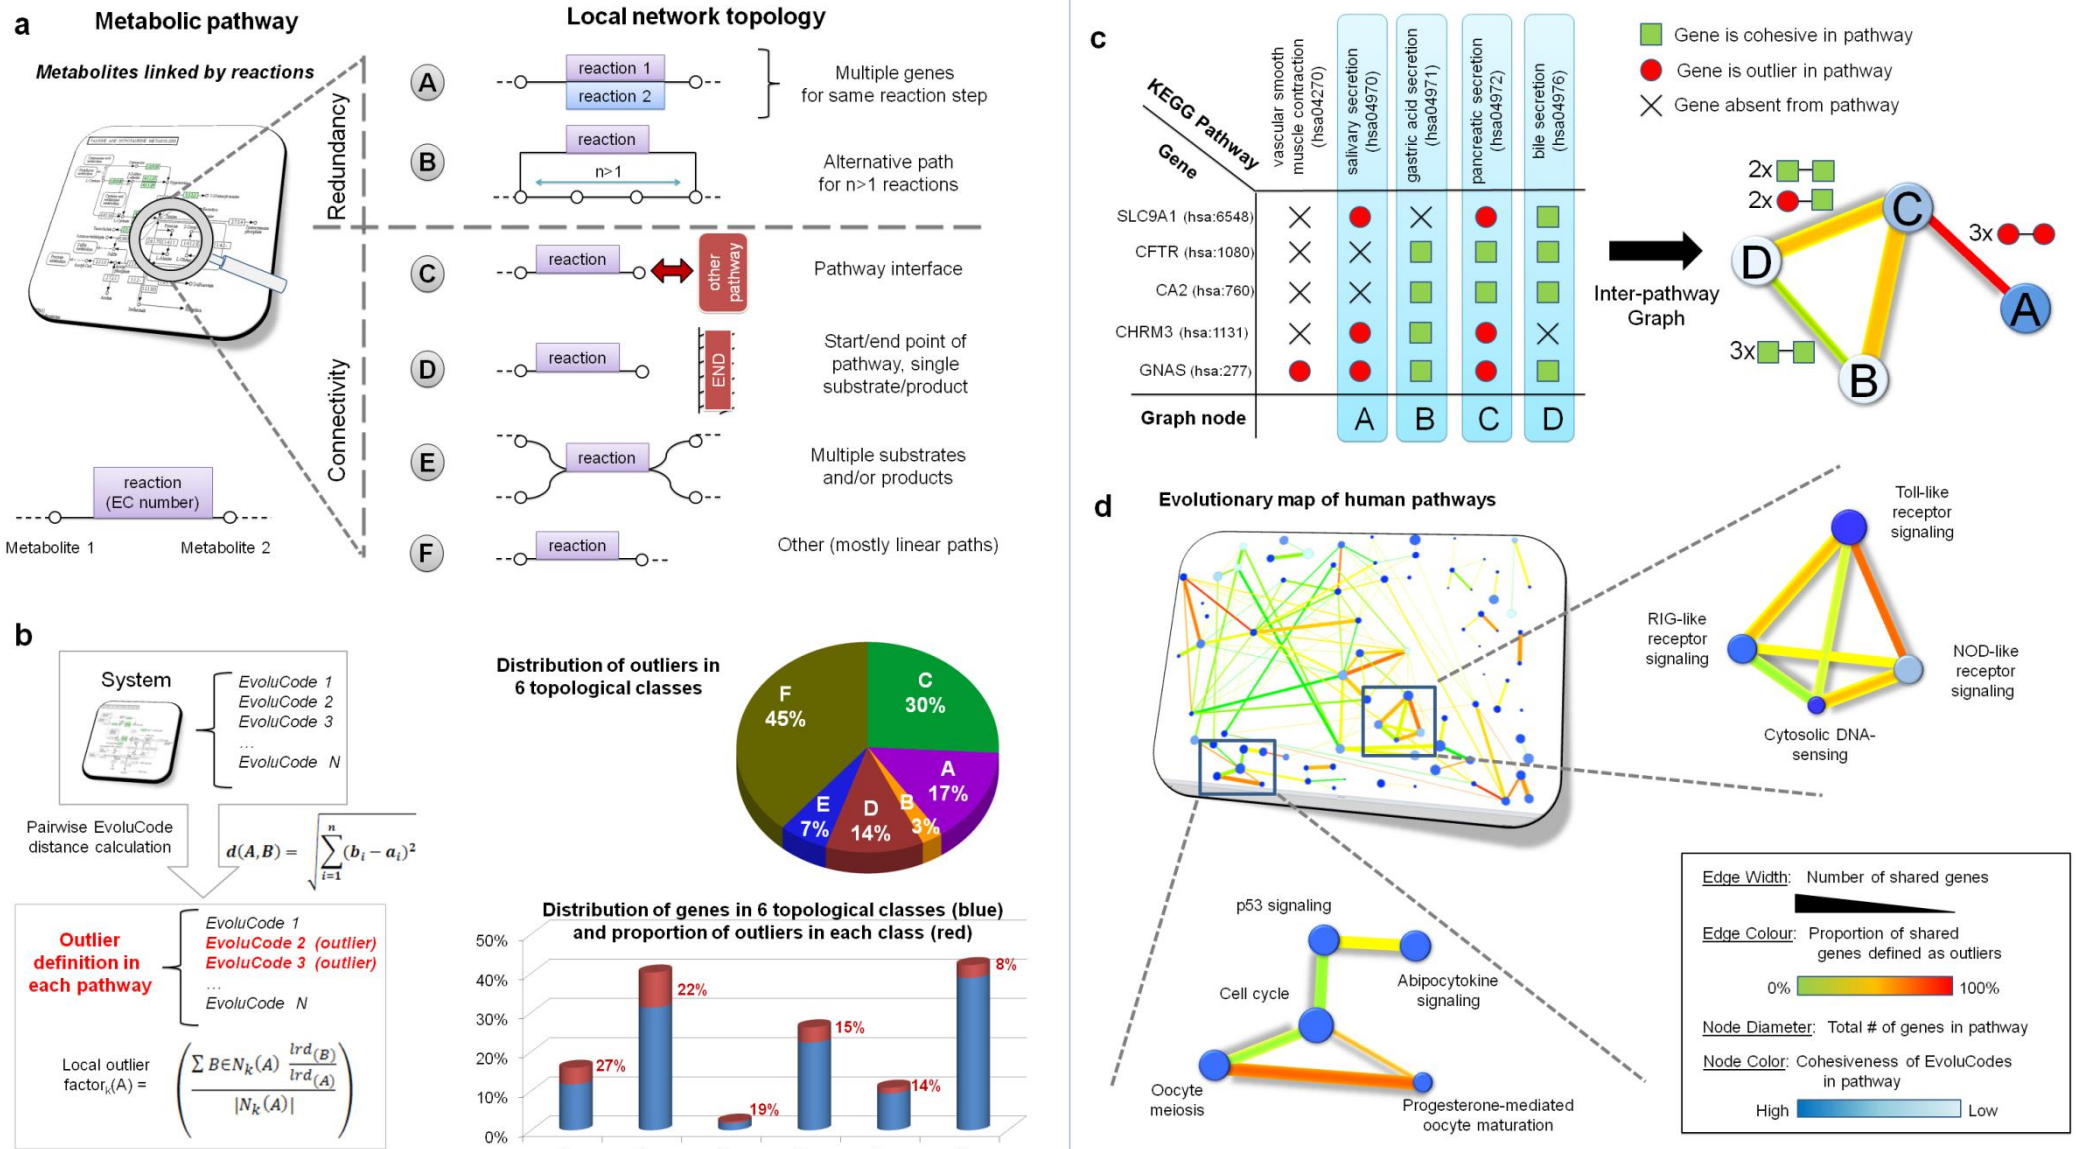 a
Metabolic pathway
Metabolites linked by reactions
reaction
(EC number)
Metabolite 1
Metabolite 2
Local network topology
Redundancy
Connectivity
A
reaction 1
reaction 2
Multiple genes
for same reaction step
B
reaction
n>1
Alternative path
for n>1 reactions
C
reaction
other
pathway
Pathway interface
D
reaction
END
Start/end point of
pathway, single
substrate/product
E
reaction
Multiple substrates
and/or products
F
reaction
Other (mostly linear paths)
b
System
EvoluCode 1
EvoluCode 2
EvoluCode 3
...
EvoluCode N
Pairwise EvoluCode
distance calculation
d(A,B) = √∑ⁿᵢ₌₁(bᵢ − aᵢ)²
Outlier
definition in
each pathway
EvoluCode 1
EvoluCode 2 (outlier)
EvoluCode 3 (outlier)
...
EvoluCode N
Local outlier
factorₖ(A) =
(∑ B∈Nₖ(A) lrd(B)/lrd(A) / |Nₖ(A)|)
Distribution of outliers in
6 topological classes
F
45%
C
30%
A
17%
B
3%
D
14%
E
7%
Distribution of genes in 6 topological classes (blue)
and proportion of outliers in each class (red)
50%
40%
30%
20%
10%
0%
27%
22%
19%
15%
14%
8%
c
KEGG Pathway
Gene
vascular smooth
muscle contraction
(hsa04270)
salivary secretion
(hsa04970)
gastric acid secretion
(hsa04971)
pancreatic secretion
(hsa04972)
bile secretion
(hsa04976)
SLC9A1 (hsa:6548)
CFTR (hsa:1080)
CA2 (hsa:760)
CHRM3 (hsa:1131)
GNAS (hsa:277)
Graph node
A B C D
Gene is cohesive in pathway
Gene is outlier in pathway
Gene absent from pathway
Inter-pathway
Graph
2x
2x
3x
3x
C
D
A
B
d
Evolutionary map of human pathways
Toll-like
receptor
signaling
RIG-like
receptor
signaling
NOD-like
receptor
signaling
Cytosolic DNA-
sensing
p53 signaling
Abipocytokine
signaling
Cell cycle
Oocyte
meiosis
Progesterone-mediated
oocyte maturation
Edge Width: Number of shared genes
Edge Colour: Proportion of shared
genes defined as outliers
0% 100%
Node Diameter: Total # of genes in pathway
Node Color: Cohesiveness of EvoluCodes
in pathway
High Low